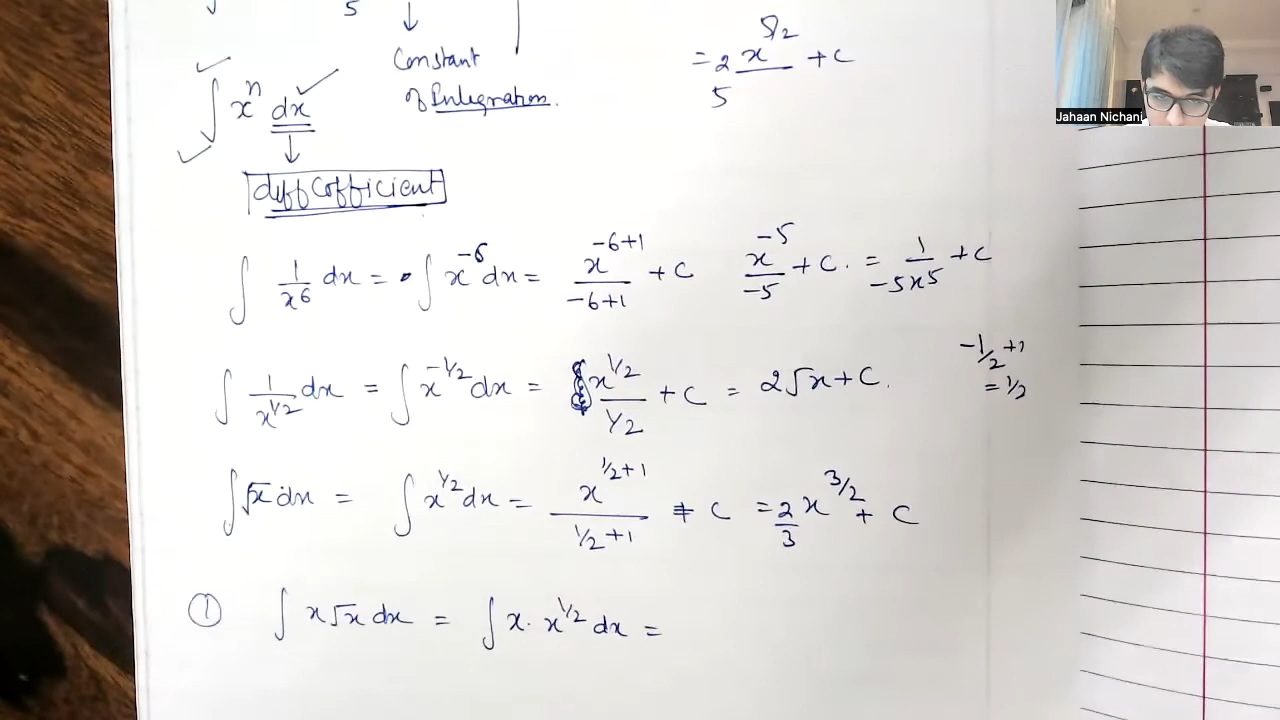 5
Constant
of Integration.
∫ x^n dx
diff Cofficient
= 2 x^5/2 + c
5
Jahaan Nichani
∫ 1/x^6 dx = ∫ x^-6 dx = x^-6+1/-6+1 + C x^-5/-5 + C. = 1/-5x^5 + C
∫ 1/x^1/2 dx = ∫ x^-1/2 dx = x^1/2/1/2 + C = 2√x + C.
-1/2 +1
= 1/2
∫ √x dx = ∫ x^1/2 dx = x^1/2+1/1/2+1 + C = 2/3 x^3/2 + C
① ∫ x√x dx = ∫ x. x^1/2 dx =